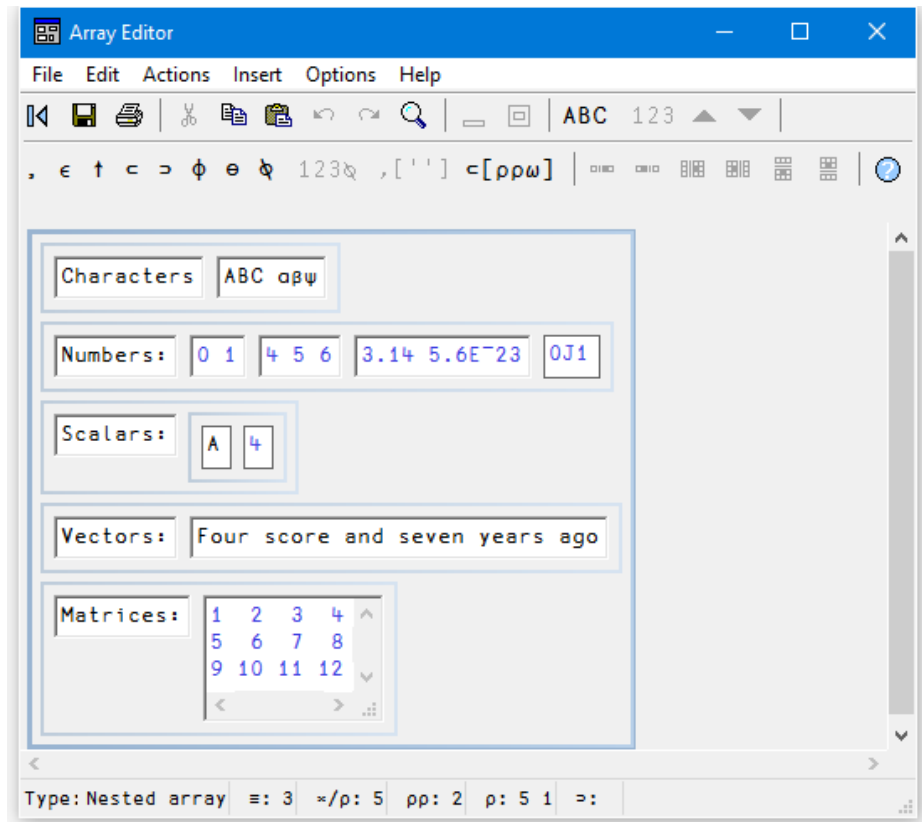 Array Editor
File Edit Actions Insert Options Help
ABC 123
, ϵ ↑ ⊂ ⊃ ⌽ ⊖ ⍉ 123⍉ ,[''] ⊂[⍴⍴ω]
Characters ABC αβψ
Numbers: 0 1 4 5 6 3.14 5.6E¯23 0J1
Scalars: A 4
Vectors: Four score and seven years ago
Matrices: 1 2 3 4
5 6 7 8
9 10 11 12
Type: Nested array ≡: 3 ×/⍴: 5 ⍴⍴: 2 ⍴: 5 1 ⊃: